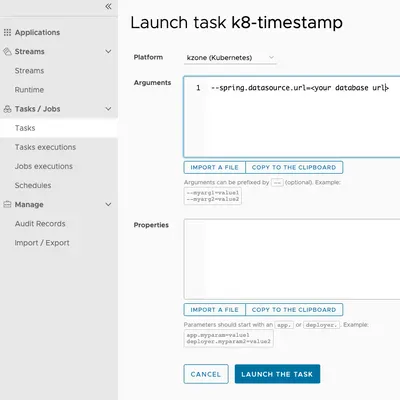 Launch task k8-timestamp
Applications
Streams
Streams
Runtime
Tasks / Jobs
Tasks
Tasks executions
Jobs executions
Schedules
Manage
Audit Records
Import / Export
Platform
kzone (Kubernetes)
Arguments
1 --spring.datasource.url=<your database url>
IMPORT A FILE COPY TO THE CLIPBOARD
Arguments can be prefixed by -- (optional). Example:
--myarg1=value1
--myarg2=value2
Properties
IMPORT A FILE COPY TO THE CLIPBOARD
Parameters should start with an app. or deployer. Example:
app.myparam=value1
deployer.myparam2=value2
CANCEL LAUNCH THE TASK